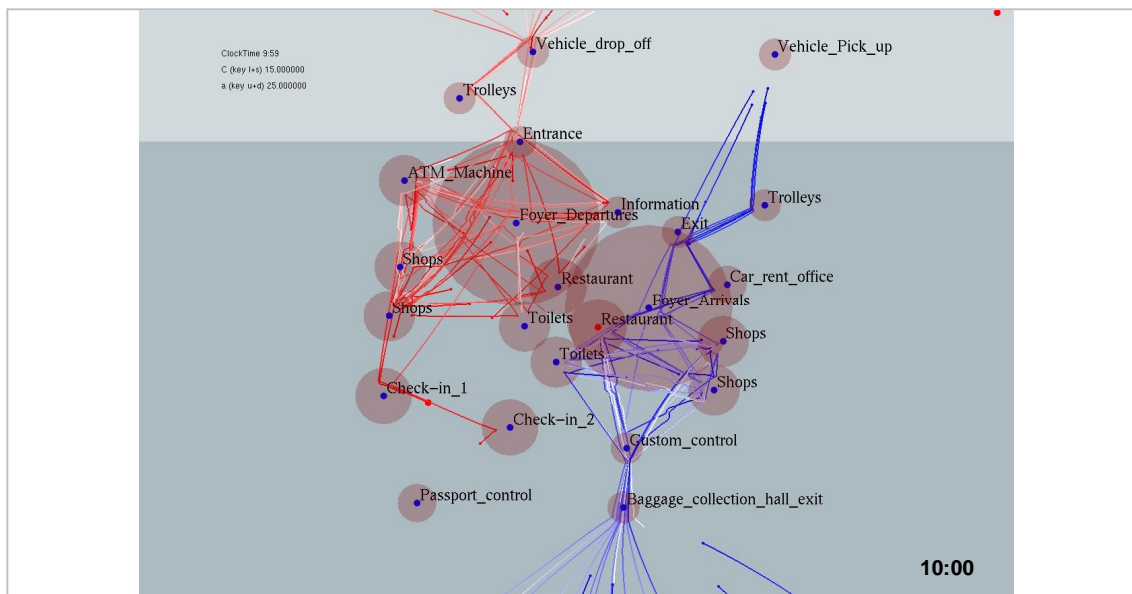 Vehicle_drop_off
Vehicle_Pick_up
ClockTime 9:59
C (key l+s) 15.000000
a (key u+d) 25.000000
Trolleys
Entrance
ATM_Machine
Information
Trolleys
Foyer_Departures
Exit
Shops
Restaurant
Car_rent_office
Foyer_Arrivals
Shops
Toilets
Restaurant
Shops
Toilets
Shops
Check-in_1
Check-in_2
Custom_control
Passport_control
Baggage_collection_hall_exit
10:00